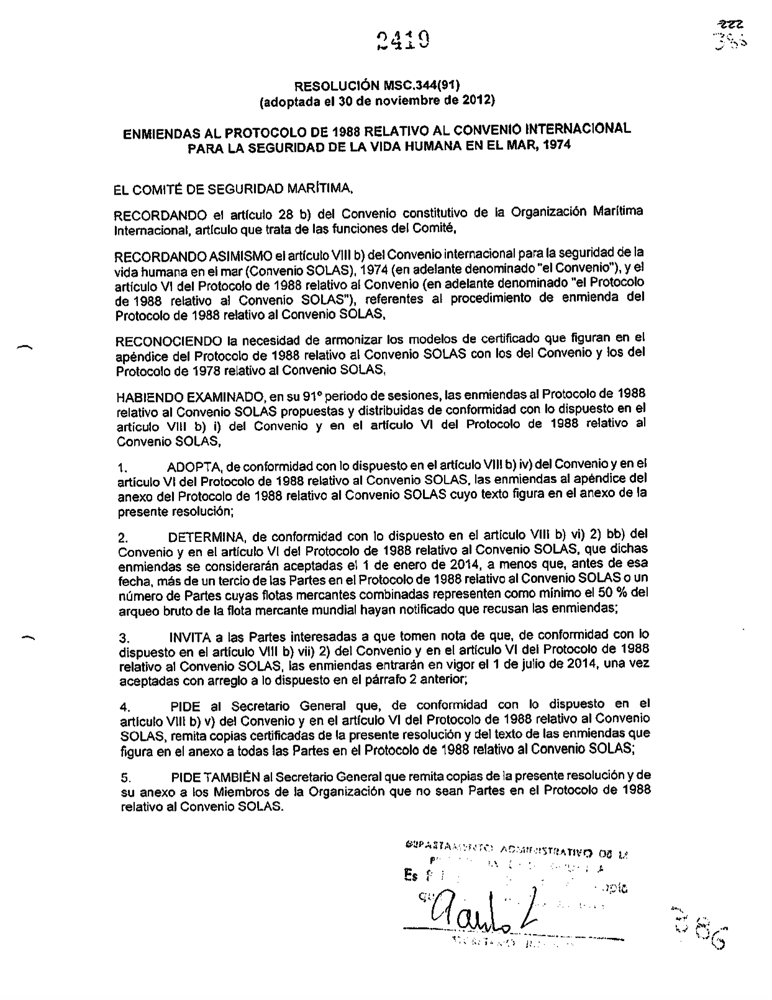 222
2419
386
RESOLUCIÓN MSC.344(91)
(adoptada el 30 de noviembre de 2012)
ENMIENDAS AL PROTOCOLO DE 1988 RELATIVO AL CONVENIO INTERNACIONAL
PARA LA SEGURIDAD DE LA VIDA HUMANA EN EL MAR, 1974
EL COMITÉ DE SEGURIDAD MARÍTIMA,
RECORDANDO el artículo 28 b) del Convenio constitutivo de la Organización Marítima
Internacional, artículo que trata de las funciones del Comité,
RECORDANDO ASIMISMO el artículo VIII b) del Convenio internacional para la seguridad de la
vida humana en el mar (Convenio SOLAS), 1974 (en adelante denominado "el Convenio"), y el
artículo VI del Protocolo de 1988 relativo al Convenio (en adelante denominado "el Protocolo
de 1988 relativo al Convenio SOLAS"), referentes al procedimiento de enmienda del
Protocolo de 1988 relativo al Convenio SOLAS,
RECONOCIENDO la necesidad de armonizar los modelos de certificado que figuran en el
apéndice del Protocolo de 1988 relativo al Convenio SOLAS con los del Convenio y los del
Protocolo de 1978 relativo al Convenio SOLAS,
HABIENDO EXAMINADO, en su 91º periodo de sesiones, las enmiendas al Protocolo de 1988
relativo al Convenio SOLAS propuestas y distribuidas de conformidad con lo dispuesto en el
artículo VIII b) i) del Convenio y en el artículo VI del Protocolo de 1988 relativo al
Convenio SOLAS,
1. ADOPTA, de conformidad con lo dispuesto en el artículo VIII b) iv) del Convenio y en el
artículo VI del Protocolo de 1988 relativo al Convenio SOLAS, las enmiendas al apéndice del
anexo del Protocolo de 1988 relativo al Convenio SOLAS cuyo texto figura en el anexo de la
presente resolución;
2. DETERMINA, de conformidad con lo dispuesto en el artículo VIII b) vi) 2) bb) del
Convenio y en el artículo VI del Protocolo de 1988 relativo al Convenio SOLAS, que dichas
enmiendas se considerarán aceptadas el 1 de enero de 2014, a menos que, antes de esa
fecha, más de un tercio de las Partes en el Protocolo de 1988 relativo al Convenio SOLAS o un
número de Partes cuyas flotas mercantes combinadas representen como mínimo el 50 % del
arqueo bruto de la flota mercante mundial hayan notificado que recusan las enmiendas;
3. INVITA a las Partes interesadas a que tomen nota de que, de conformidad con lo
dispuesto en el artículo VIII b) vii) 2) del Convenio y en el artículo VI del Protocolo de 1988
relativo al Convenio SOLAS, las enmiendas entrarán en vigor el 1 de julio de 2014, una vez
aceptadas con arreglo a lo dispuesto en el párrafo 2 anterior;
4. PIDE al Secretario General que, de conformidad con lo dispuesto en el
artículo VIII b) v) del Convenio y en el artículo VI del Protocolo de 1988 relativo al Convenio
SOLAS, remita copias certificadas de la presente resolución y del texto de las enmiendas que
figura en el anexo a todas las Partes en el Protocolo de 1988 relativo al Convenio SOLAS;
5. PIDE TAMBIÉN al Secretario General que remita copias de la presente resolución y de
su anexo a los Miembros de la Organización que no sean Partes en el Protocolo de 1988
relativo al Convenio SOLAS.
DEPARTAMENTO ADMINISTRATIVO DE LA
Es
386